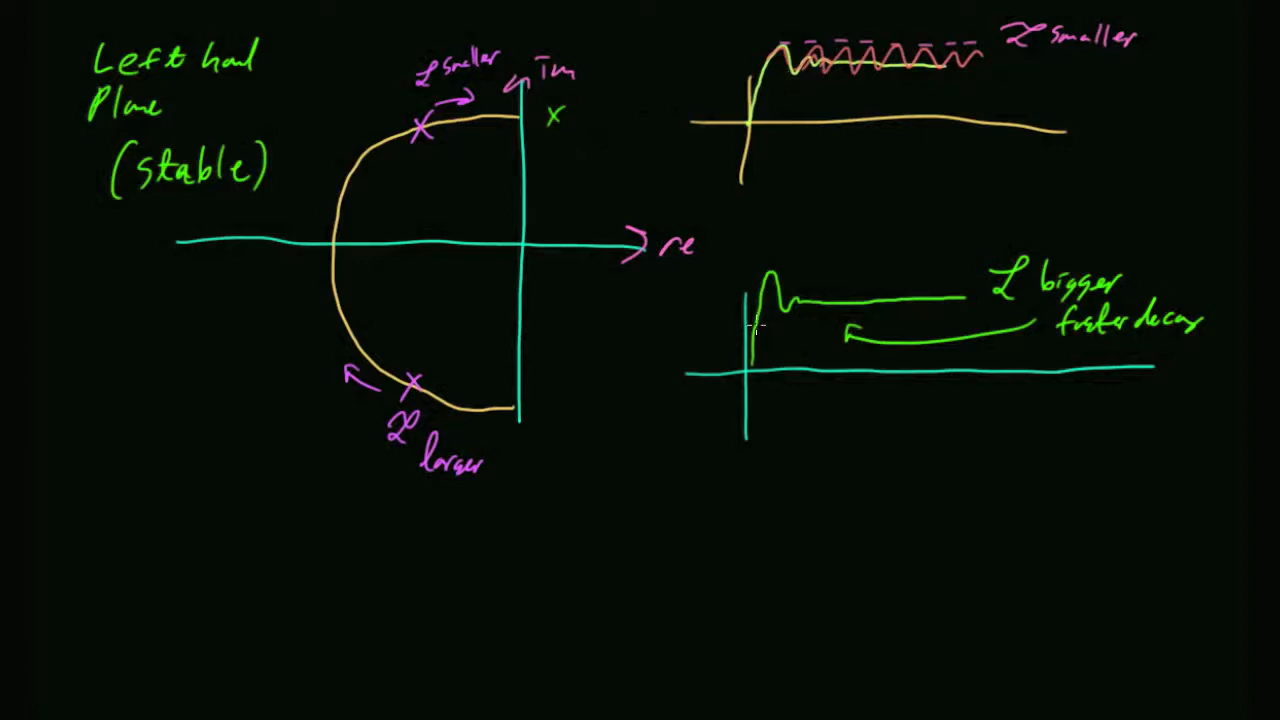 Left hand
Plane
(stable)
ζ smaller
Im
x
re
ζ larger
ζ smaller
ζ bigger
faster decay